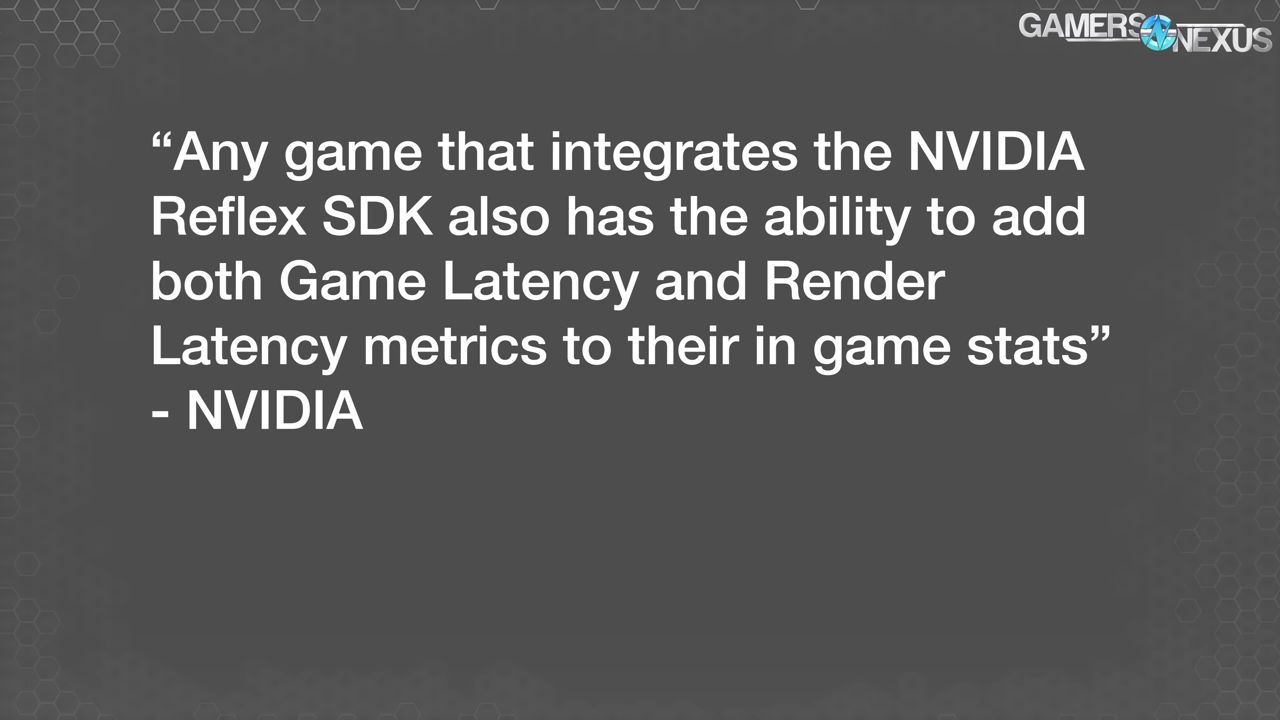 GAMERS NEXUS
“Any game that integrates the NVIDIA
Reflex SDK also has the ability to add
both Game Latency and Render
Latency metrics to their in game stats”
- NVIDIA